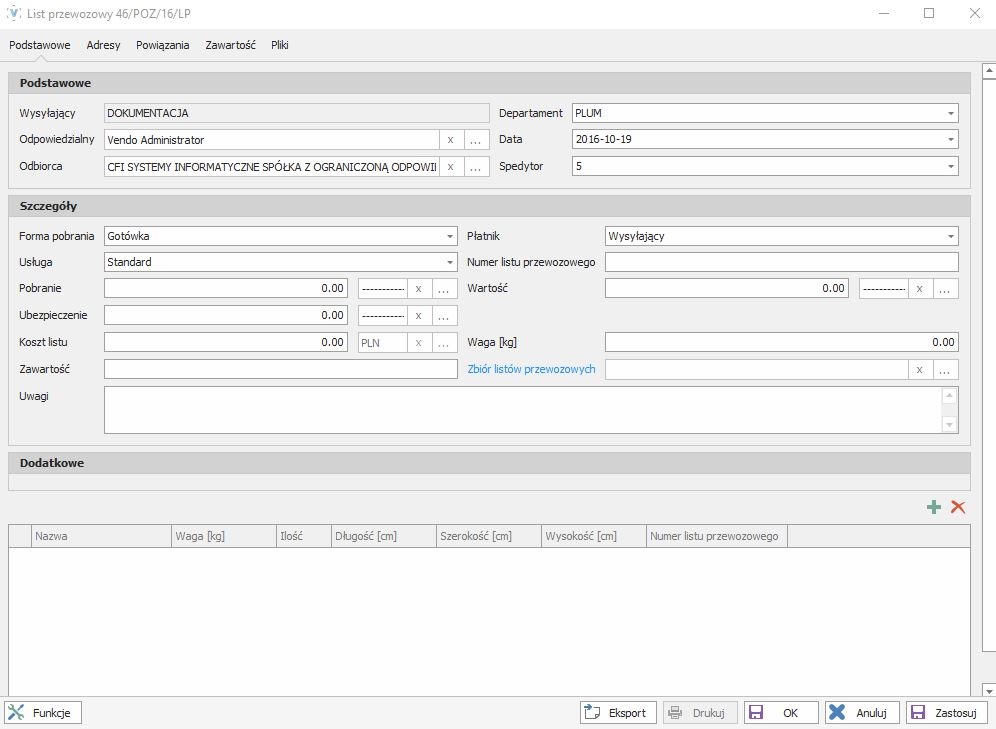 List przewozowy 46/POZ/16/LP
Podstawowe Adresy Powiązania Zawartość Pliki
Podstawowe
Wysyłający DOKUMENTACJA Departament PLUM
Odpowiedzialny Vendo Administrator x ... Data 2016-10-19
Odbiorca CFI SYSTEMY INFORMATYCZNE SPÓŁKA Z OGRANICZONĄ x ... Spedytor 5
Szczegóły
Forma pobrania Gotówka Płatnik Wysyłający
Usługa Standard Numer listu przewozowego
Pobranie 0.00 ----------- x ... Wartość 0.00 ----------- x ...
Ubezpieczenie 0.00 ----------- x ...
Koszt listu 0.00 PLN x ... Waga [kg] 0.00
Zawartość Zbiór listów przewozowych x ...
Uwagi
Dodatkowe
Nazwa Waga [kg] Ilość Długość [cm] Szerokość [cm] Wysokość [cm] Numer listu przewozowego
Funkcje Eksport Drukuj OK Anuluj Zastosuj